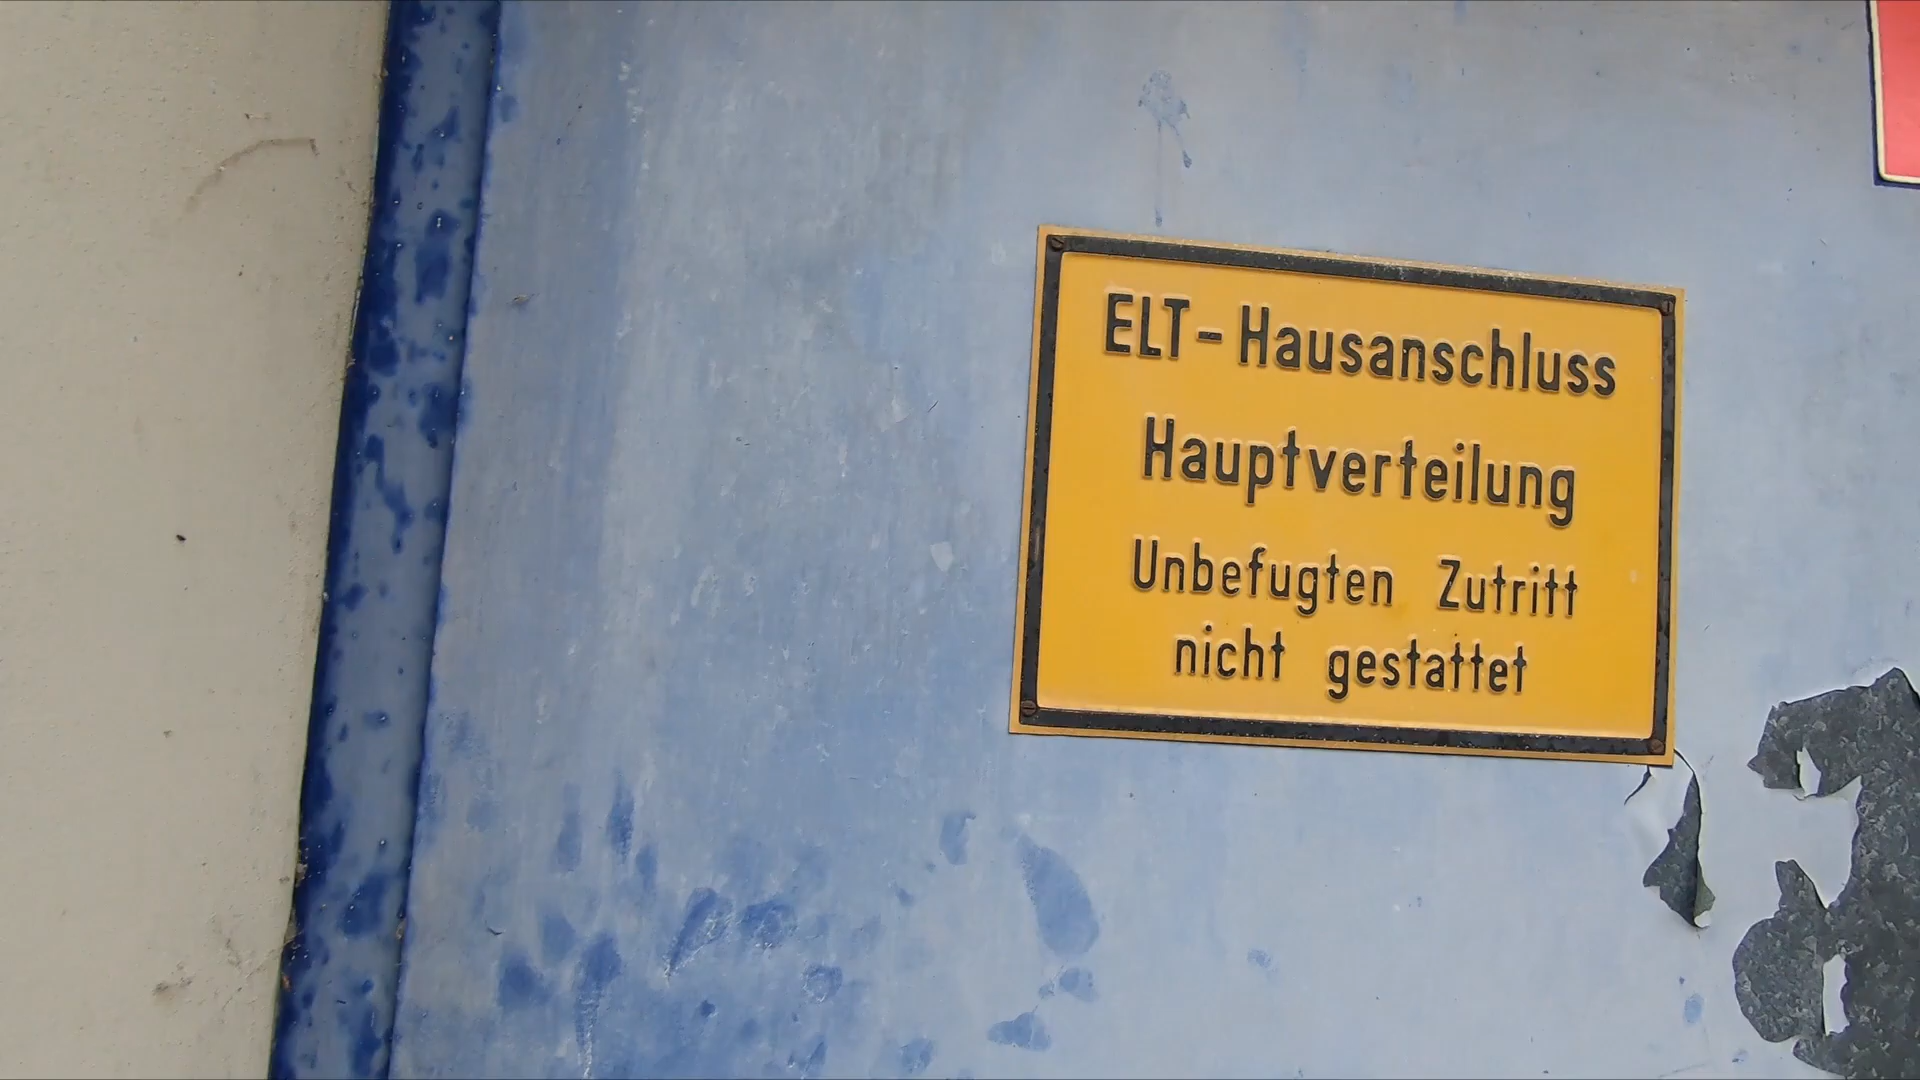 ELT-Hausanschluss
Hauptverteilung
Unbefugten Zutritt
nicht gestattet